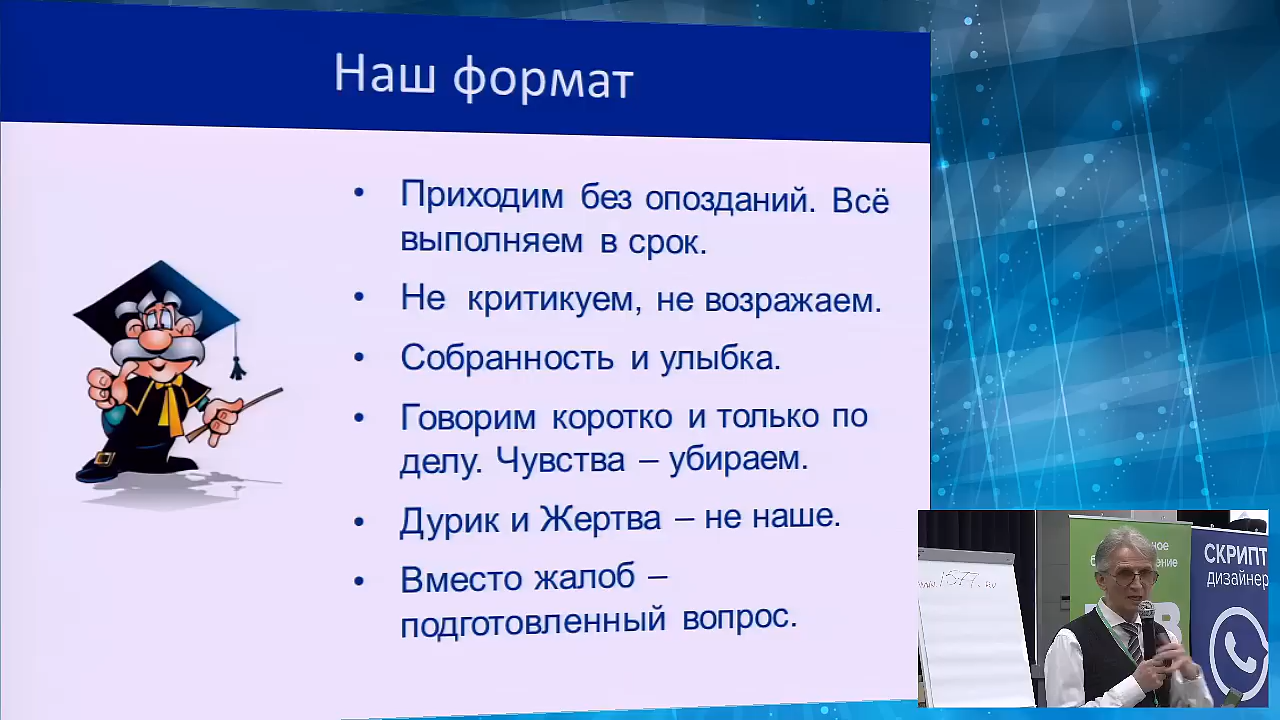 Наш формат
• Приходим без опозданий. Всё
выполняем в срок.
• Не критикуем, не возражаем.
• Собранность и улыбка.
• Говорим коротко и только по
делу. Чувства – убираем.
• Дурик и Жертва – не наше.
• Вместо жалоб –
подготовленный вопрос.
СКРИПТ
дизайнер